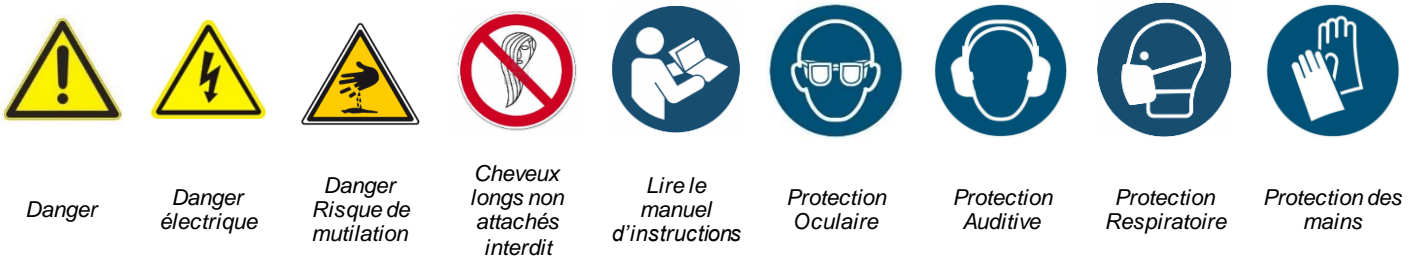 Danger
Danger
électrique
Danger
Risque de
mutilation
Cheveux
longs non
attachés
interdit
Lire le
manuel
d'instructions
Protection
Oculaire
Protection
Auditive
Protection
Respiratoire
Protection des
mains